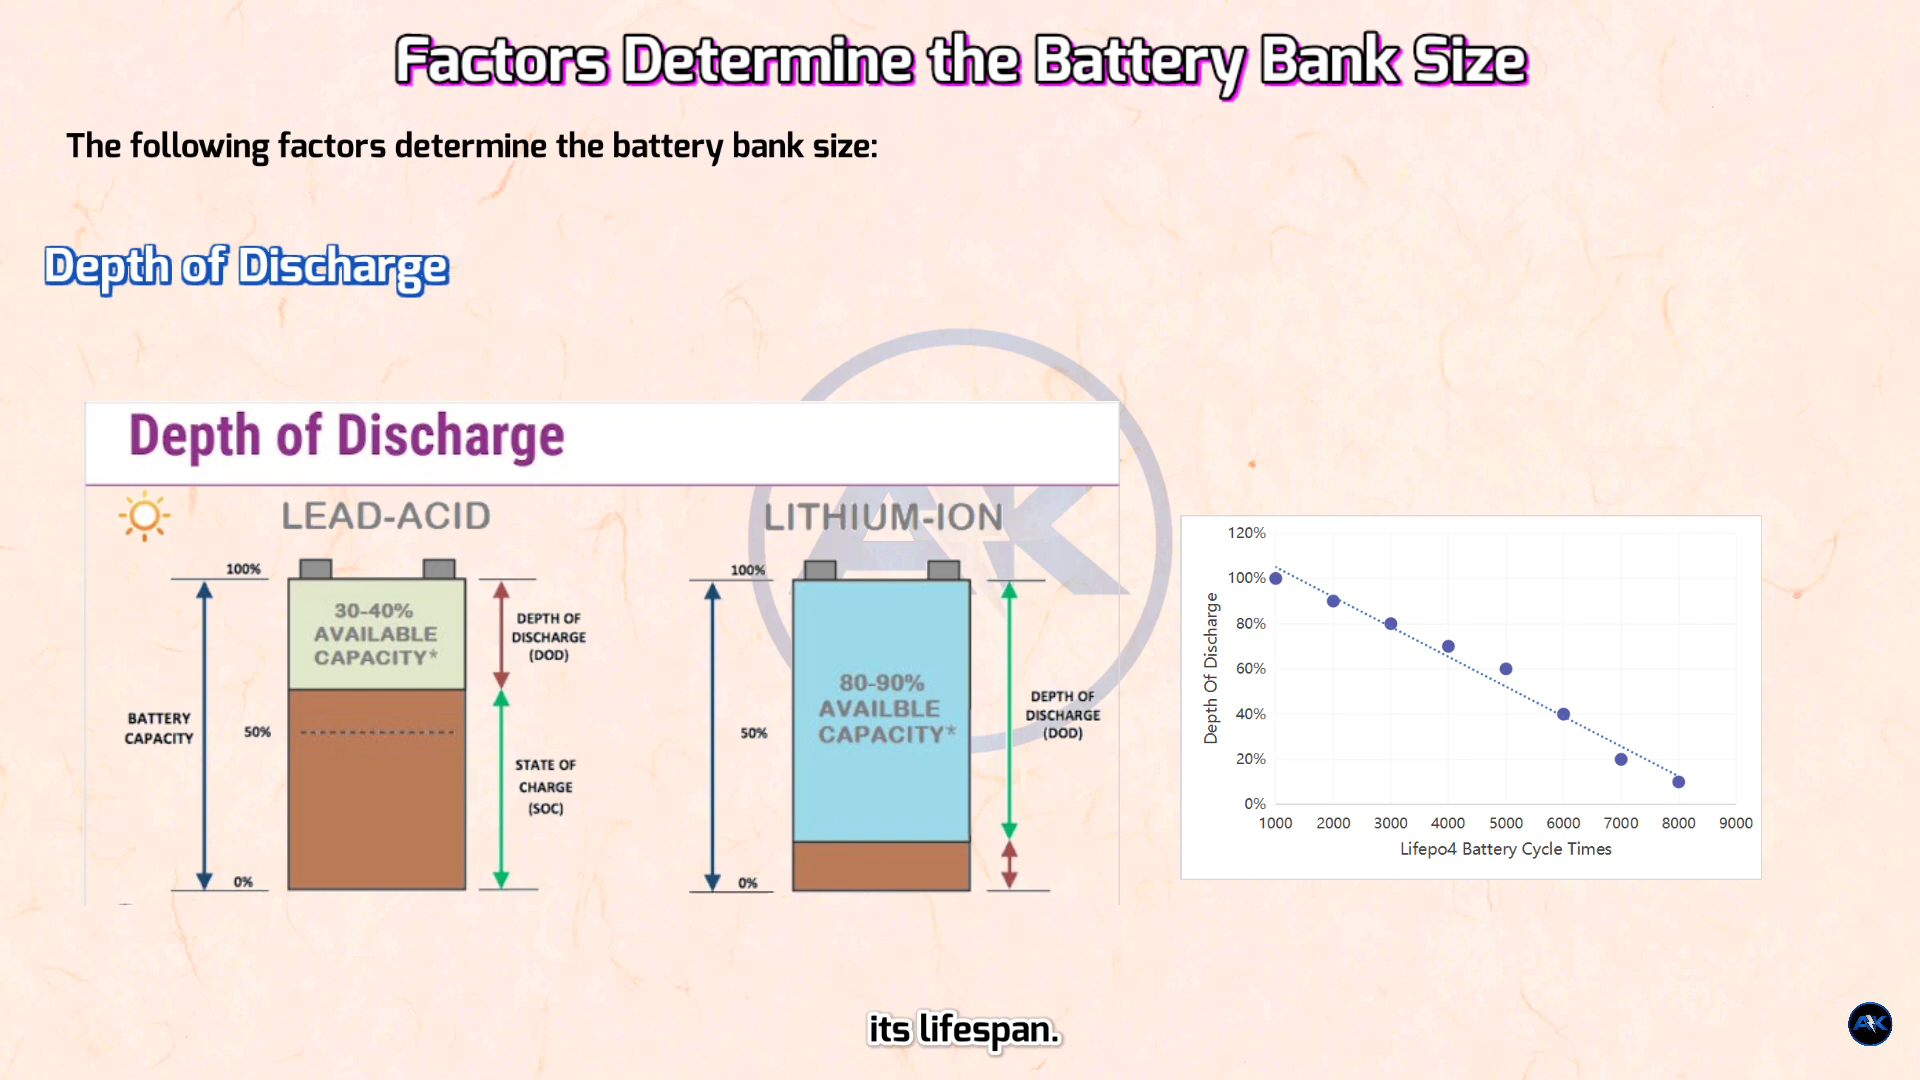 Factors Determine the Battery Bank Size
The following factors determine the battery bank size:
Depth of Discharge
Depth of Discharge
LEAD-ACID
100%
30-40%
AVAILABLE
CAPACITY*
DEPTH OF
DISCHARGE
(DOD)
BATTERY
CAPACITY
50%
STATE OF
CHARGE
(SOC)
0%
LITHIUM-ION
100%
80-90%
AVAILBLE
CAPACITY*
50%
DEPTH OF
DISCHARGE
(DOD)
0%
AK
120%
100%
80%
60%
40%
20%
0%
Depth Of Discharge
1000 2000 3000 4000 5000 6000 7000 8000 9000
Lifepo4 Battery Cycle Times
its lifespan.
AK